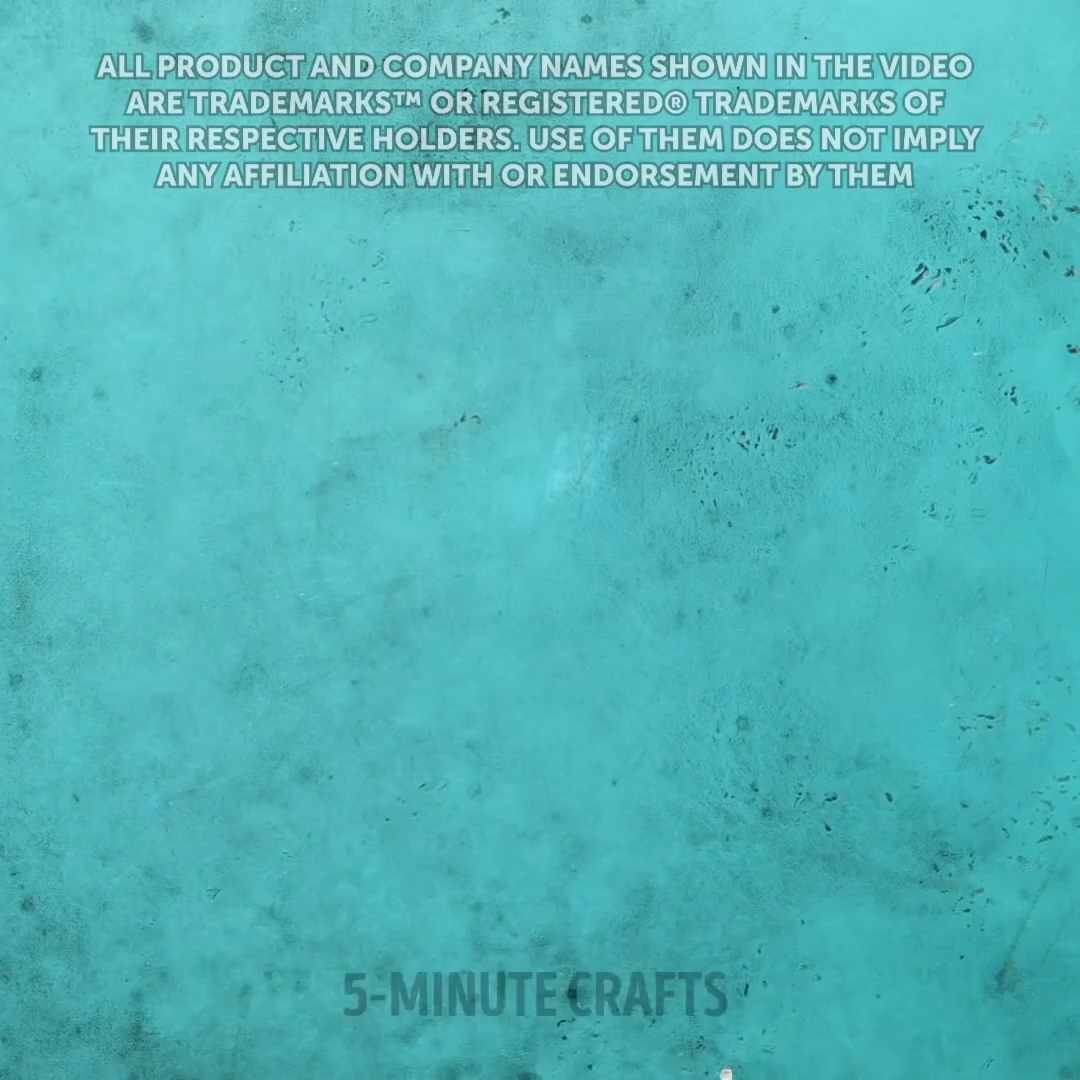 ALL PRODUCT AND COMPANY NAMES SHOWN IN THE VIDEO
ARE TRADEMARKS™ OR REGISTERED® TRADEMARKS OF
THEIR RESPECTIVE HOLDERS. USE OF THEM DOES NOT IMPLY
ANY AFFILIATION WITH OR ENDORSEMENT BY THEM
5-MINUTE CRAFTS